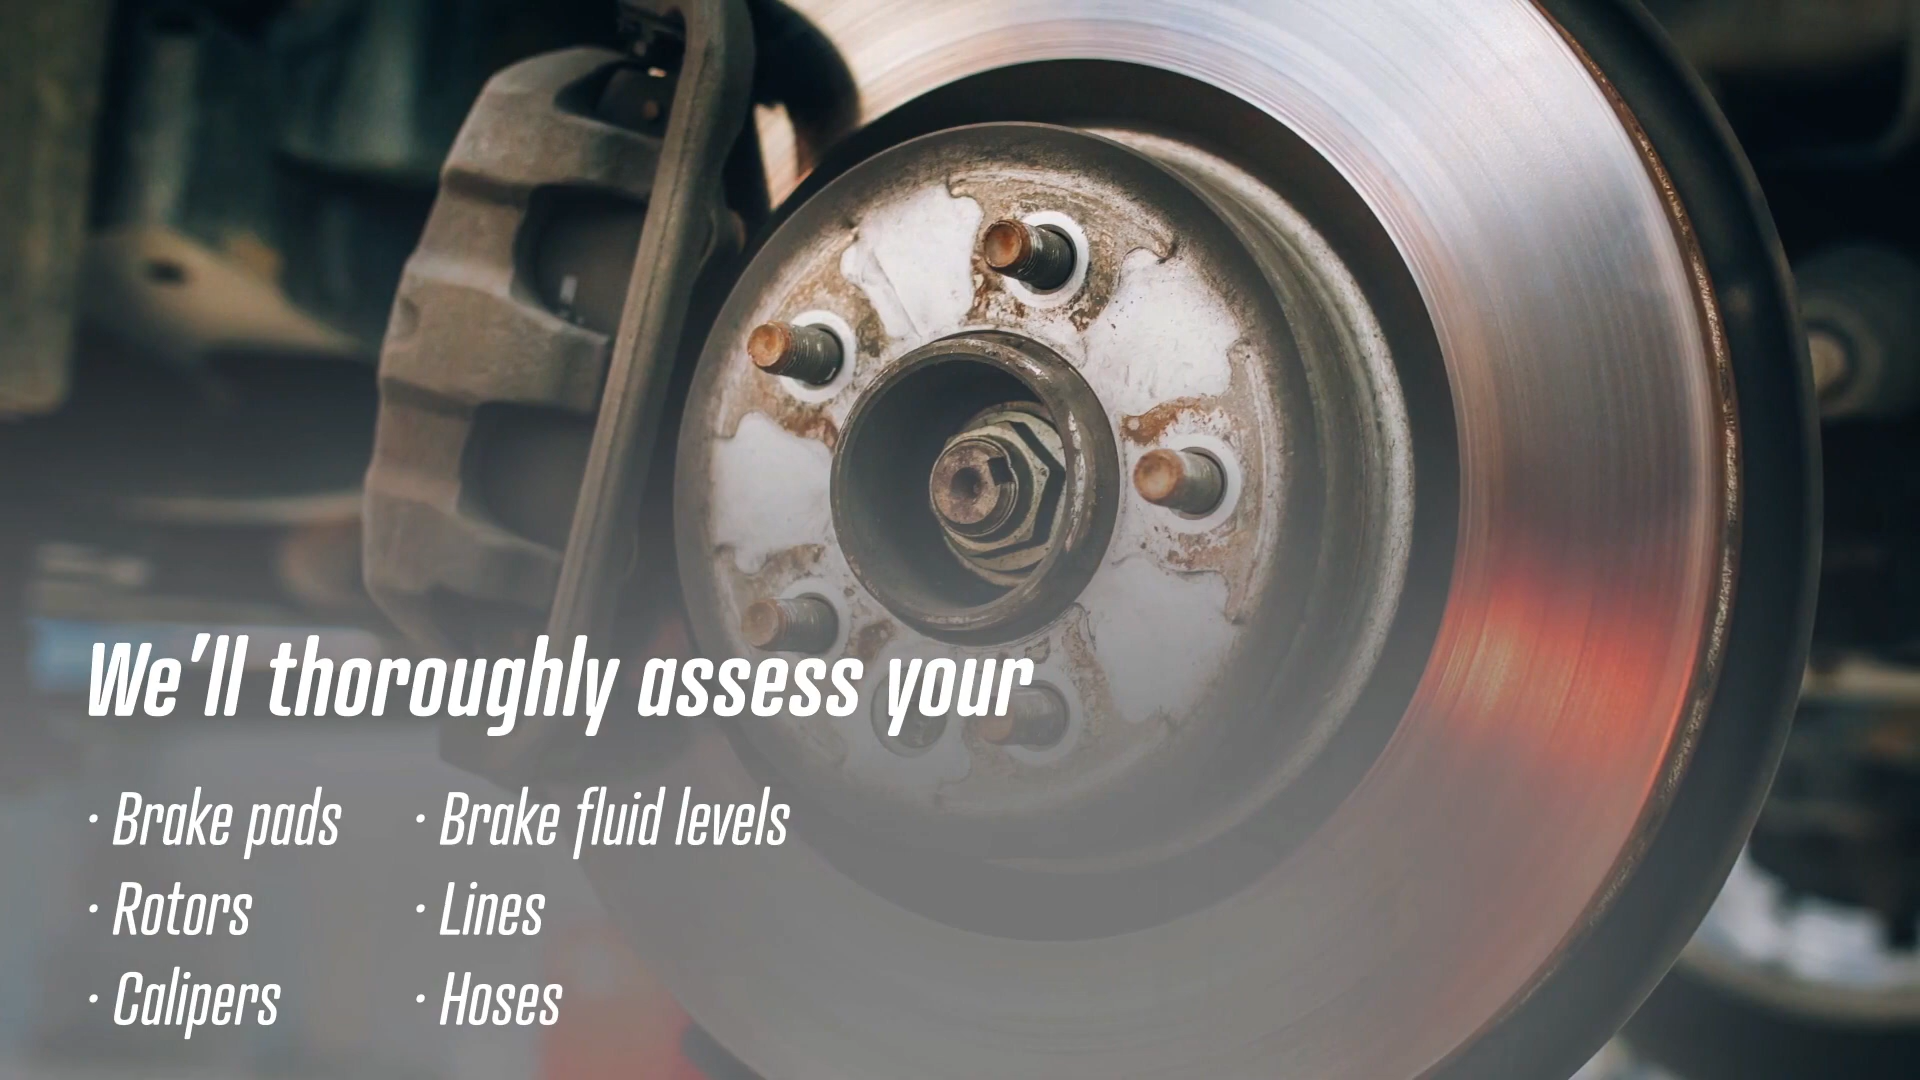 We'll thoroughly assess your
· Brake pads
· Rotors
· Calipers
· Brake fluid levels
· Lines
· Hoses